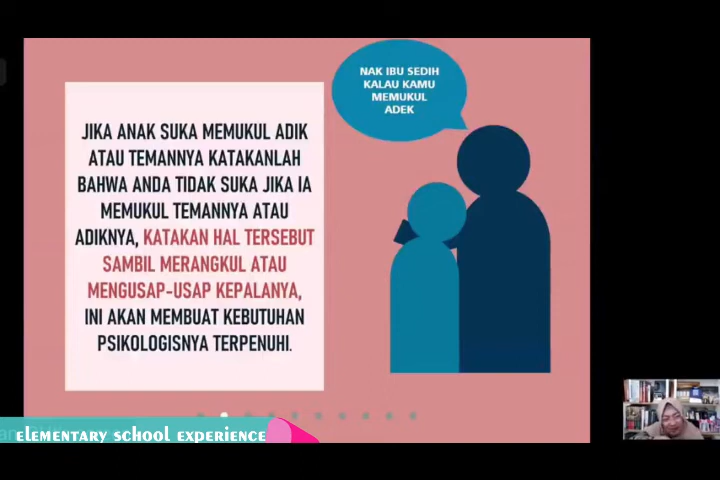 NAK IBU SEDIH
KALAU KAMU
MEMUKUL
ADEK
JIKA ANAK SUKA MEMUKUL ADIK
ATAU TEMANNYA KATAKANLAH
BAHWA ANDA TIDAK SUKA JIKA IA
MEMUKUL TEMANNYA ATAU
ADIKNYA, KATAKAN HAL TERSEBUT
SAMBIL MERANGKUL ATAU
MENGUSAP-USAP KEPALANYA,
INI AKAN MEMBUAT KEBUTUHAN
PSIKOLOGISNYA TERPENUHI.
ELEMENTARY SCHOOL EXPERIENCE